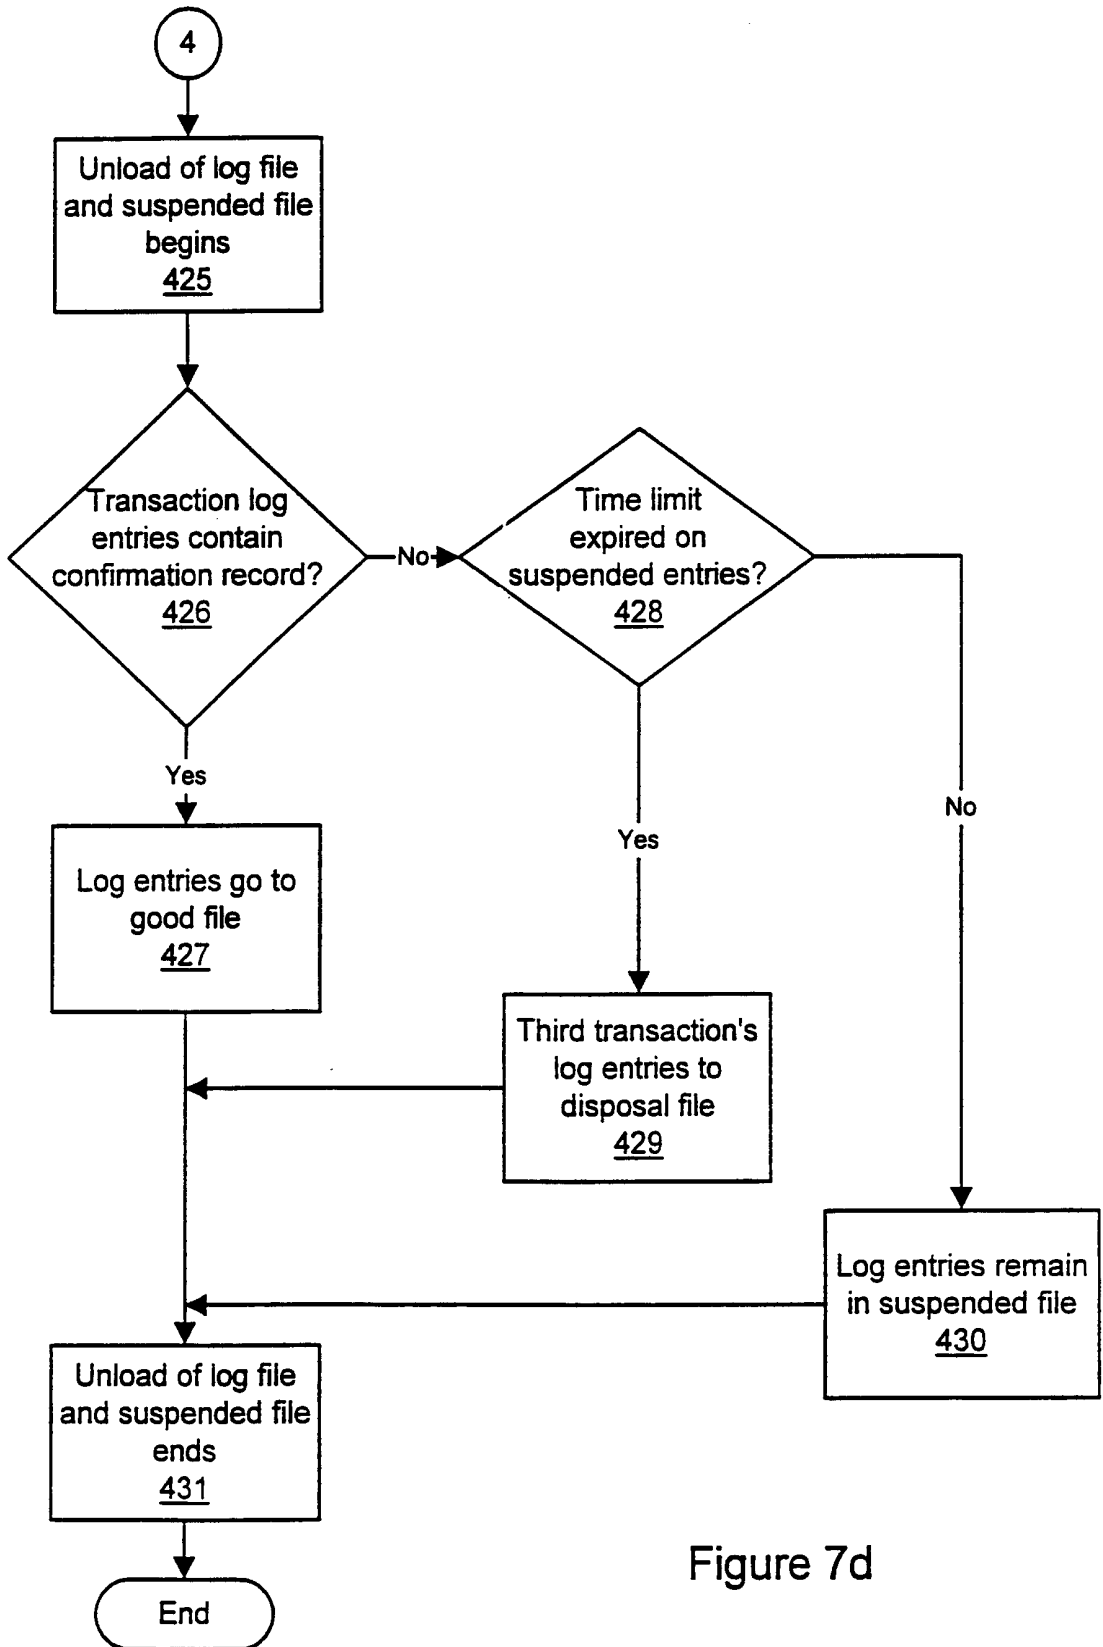 4
Unload of log file
and suspended file
begins
425
Transaction log
entries contain
confirmation record?
426
No
Time limit
expired on
suspended entries?
428
Yes
No
Yes
Log entries go to
good file
427
Third transaction's
log entries to
disposal file
429
Log entries remain
in suspended file
430
Unload of log file
and suspended file
ends
431
End
Figure 7d